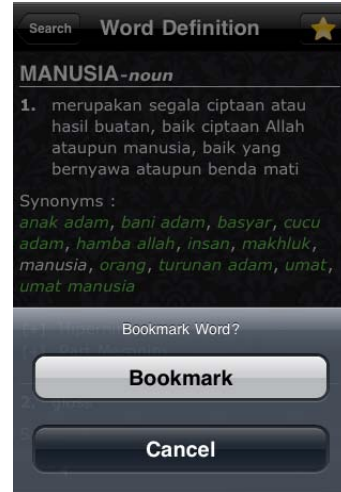 Search Word Definition
MANUSIA-noun
1. merupakan segala ciptaan atau
hasil buatan, baik ciptaan Allah
ataupun manusia, baik yang
bernyawa ataupun benda mati
Synonyms :
anak adam, bani adam, basyar, cucu
adam, hamba allah, insan, makhluk,
manusia, orang, turunan adam, umat,
umat manusia
Bookmark Word?
Bookmark
2.
Cancel